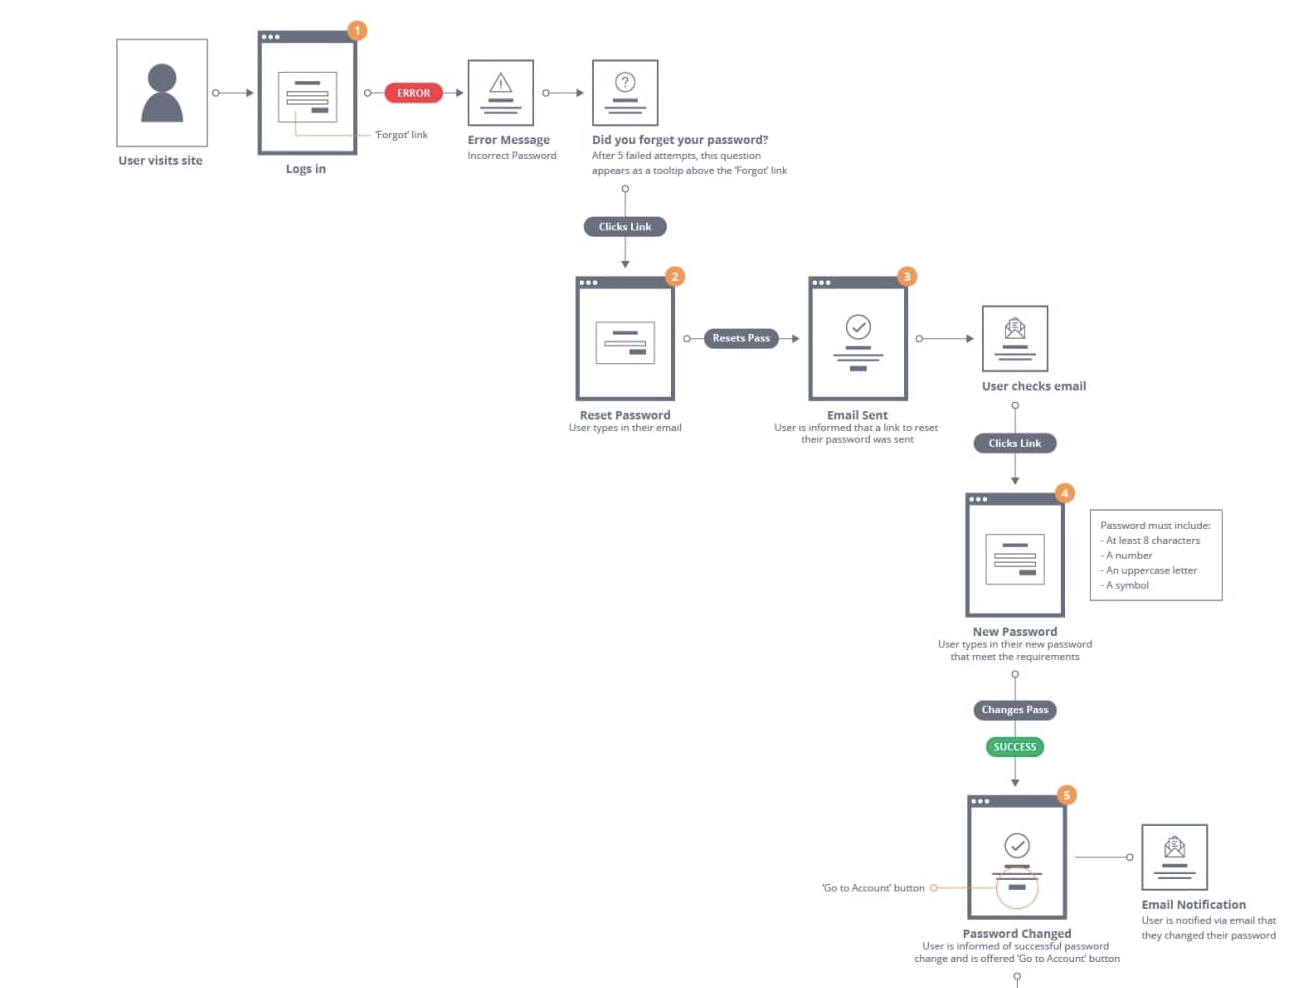 1
ERROR
'Forgot' link
User visits site
Logs in
Error Message
Incorrect Password
Did you forget your password?
After 5 failed attempts, this question
appears as a tooltip above the 'Forgot' link
Clicks Link
2
Resets Pass
3
Reset Password
User types in their email
Email Sent
User is informed that a link to reset
their password was sent
User checks email
Clicks Link
4
Password must include:
- At least 8 characters
- A number
- An uppercase letter
- A symbol
New Password
User types in their new password
that meet the requirements
Changes Pass
SUCCESS
5
'Go to Account' button
Password Changed
User is informed of successful password
change and is offered 'Go to Account' button
Email Notification
User is notified via email that
they changed their password